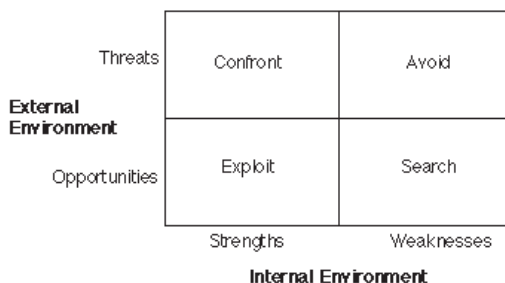 Threats
Confront
Avoid
External
Environment
Opportunities
Exploit
Search
Strengths
Weaknesses
Internal Environment